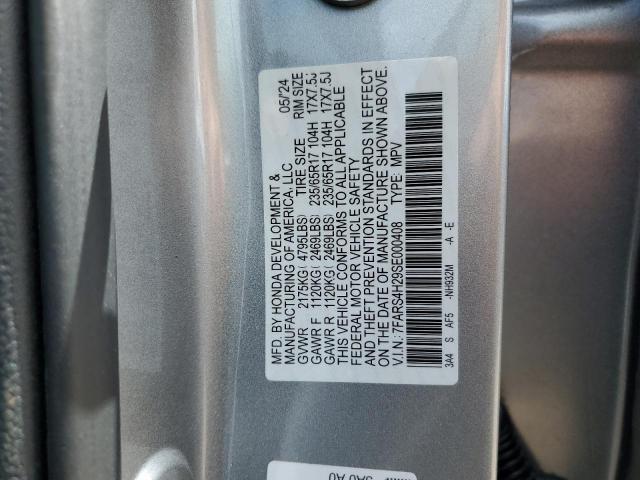 MFD. BY HONDA DEVELOPMENT &
MANUFACTURING OF AMERICA, LLC 05/'24
GVWR 2175KG( 4795LBS) TIRE SIZE RIM SIZE
GAWR F 1120KG( 2469LBS) 235/65R17 104H 17X7.5J
GAWR R 1120KG( 2469LBS) 235/65R17 104H 17X7.5J
THIS VEHICLE CONFORMS TO ALL APPLICABLE
FEDERAL MOTOR VEHICLE SAFETY
AND THEFT PREVENTION STANDARDS IN EFFECT
ON THE DATE OF MANUFACTURE SHOWN ABOVE.
V.I.N.: 7FARS4H29SE000408 TYPE: MPV
3A4 S AF5 -NH932M -A -E